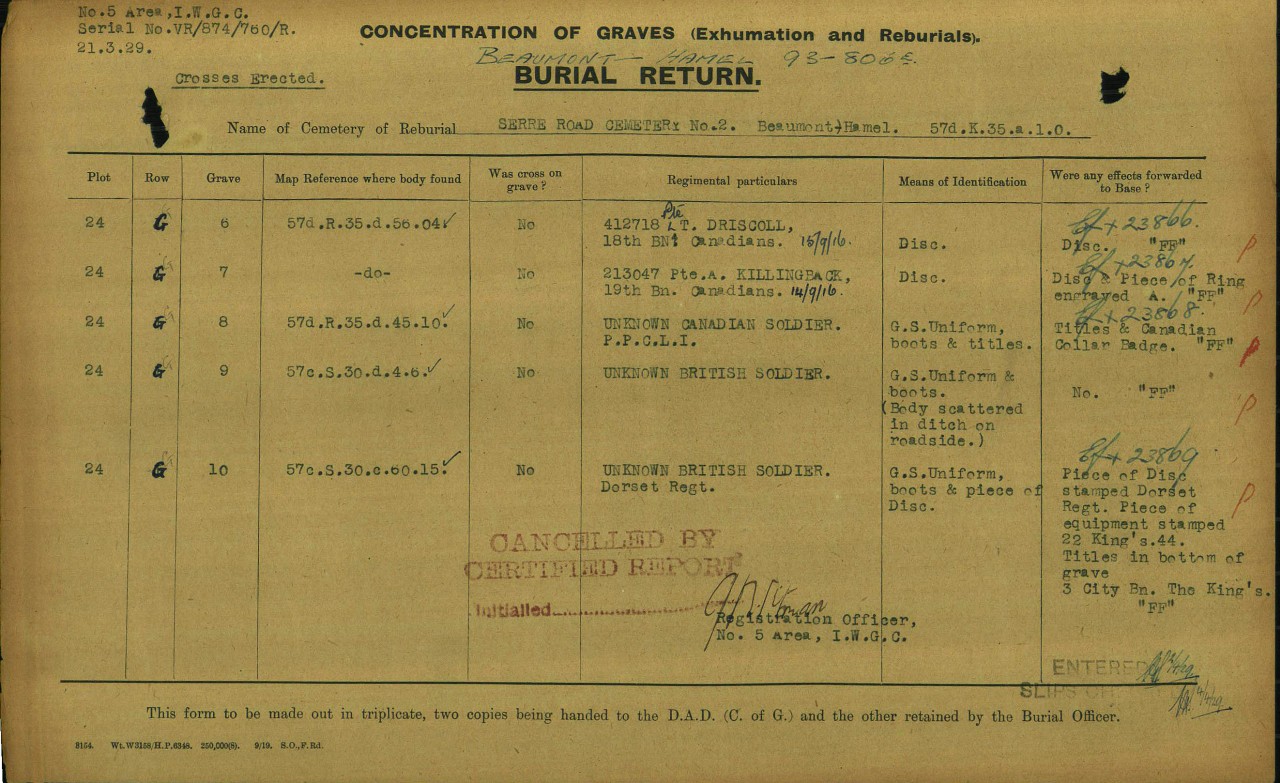 No.5 Area,I.W.G.C.
Serial No.VR/874/760/R.
21.3.29.
CONCENTRATION OF GRAVES (Exhumation and Reburials).
BEAUMONT - HAMEL 93-
BURIAL RETURN.
Crosses Erected.
Name of Cemetery of Reburial SERRE ROAD CEMETERY No.2. Beaumont-Hamel. 57d.K.35.a.1.0.
Plot Row Grave Map Reference where body found Was cross on grave ? Regimental particulars Means of Identification Were any effects forwarded to Base ?
24 G 6 57d.R.35.d.56.04 No 412718 Pte T. DRISCOLL, Disc. Ef + 23866.
18th BN. Canadians. 15/9/16. Disc. "FF"
24 G 7 -do- No 213047 Pte.A. KILLINGBACK, Disc. Ef + 23867.
19th Bn. Canadians. 14/9/16. Disc & Piece of Ring
engraved A. "FF"
24 G 8 57d.R.35.d.45.10. No UNKNOWN CANADIAN SOLDIER. G.S.Uniform, Ef + 23868.
P.P.C.L.I. boots & titles. Titles & Canadian
Collar Badge. "FF"
24 G 9 57c.S.30.d.4.6. No UNKNOWN BRITISH SOLDIER. G.S.Uniform &
boots. No. "FF"
(Body scattered
in ditch on
roadside.)
24 G 10 57c.S.30.c.60.15. No UNKNOWN BRITISH SOLDIER. G.S.Uniform, Ef + 23869
Dorset Regt. boots & piece of Piece of Disc
Disc. stamped Dorset
Regt. Piece of
equipment stamped
22 King's.44.
Titles in bottom of
grave
3 City Bn. The King's.
"FF"
CANCELLED BY
CERTIFIED REPORT
Initialled
Registration Officer,
No. 5 Area, I.W.G.C.
ENTERED
SLIPS
This form to be made out in triplicate, two copies being handed to the D.A.D. (C. of G.) and the other retained by the Burial Officer.
3154. Wt.W3158/H.P.6348. 250,000(8). 9/19. S.O.,F.Rd.